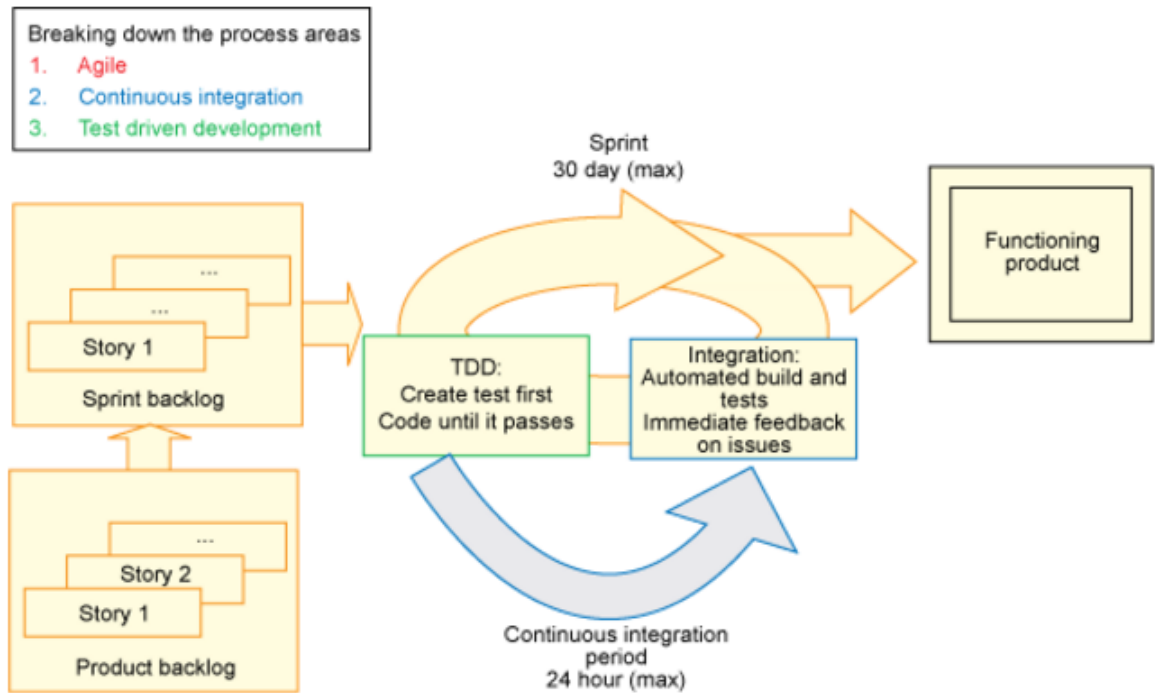 Breaking down the process areas
1. Agile
2. Continuous integration
3. Test driven development
Sprint
30 day (max)
Functioning
product
...
...
Story 1
Sprint backlog
TDD:
Create test first
Code until it passes
Integration:
Automated build and
tests
Immediate feedback
on issues
...
Story 2
Story 1
Product backlog
Continuous integration
period
24 hour (max)